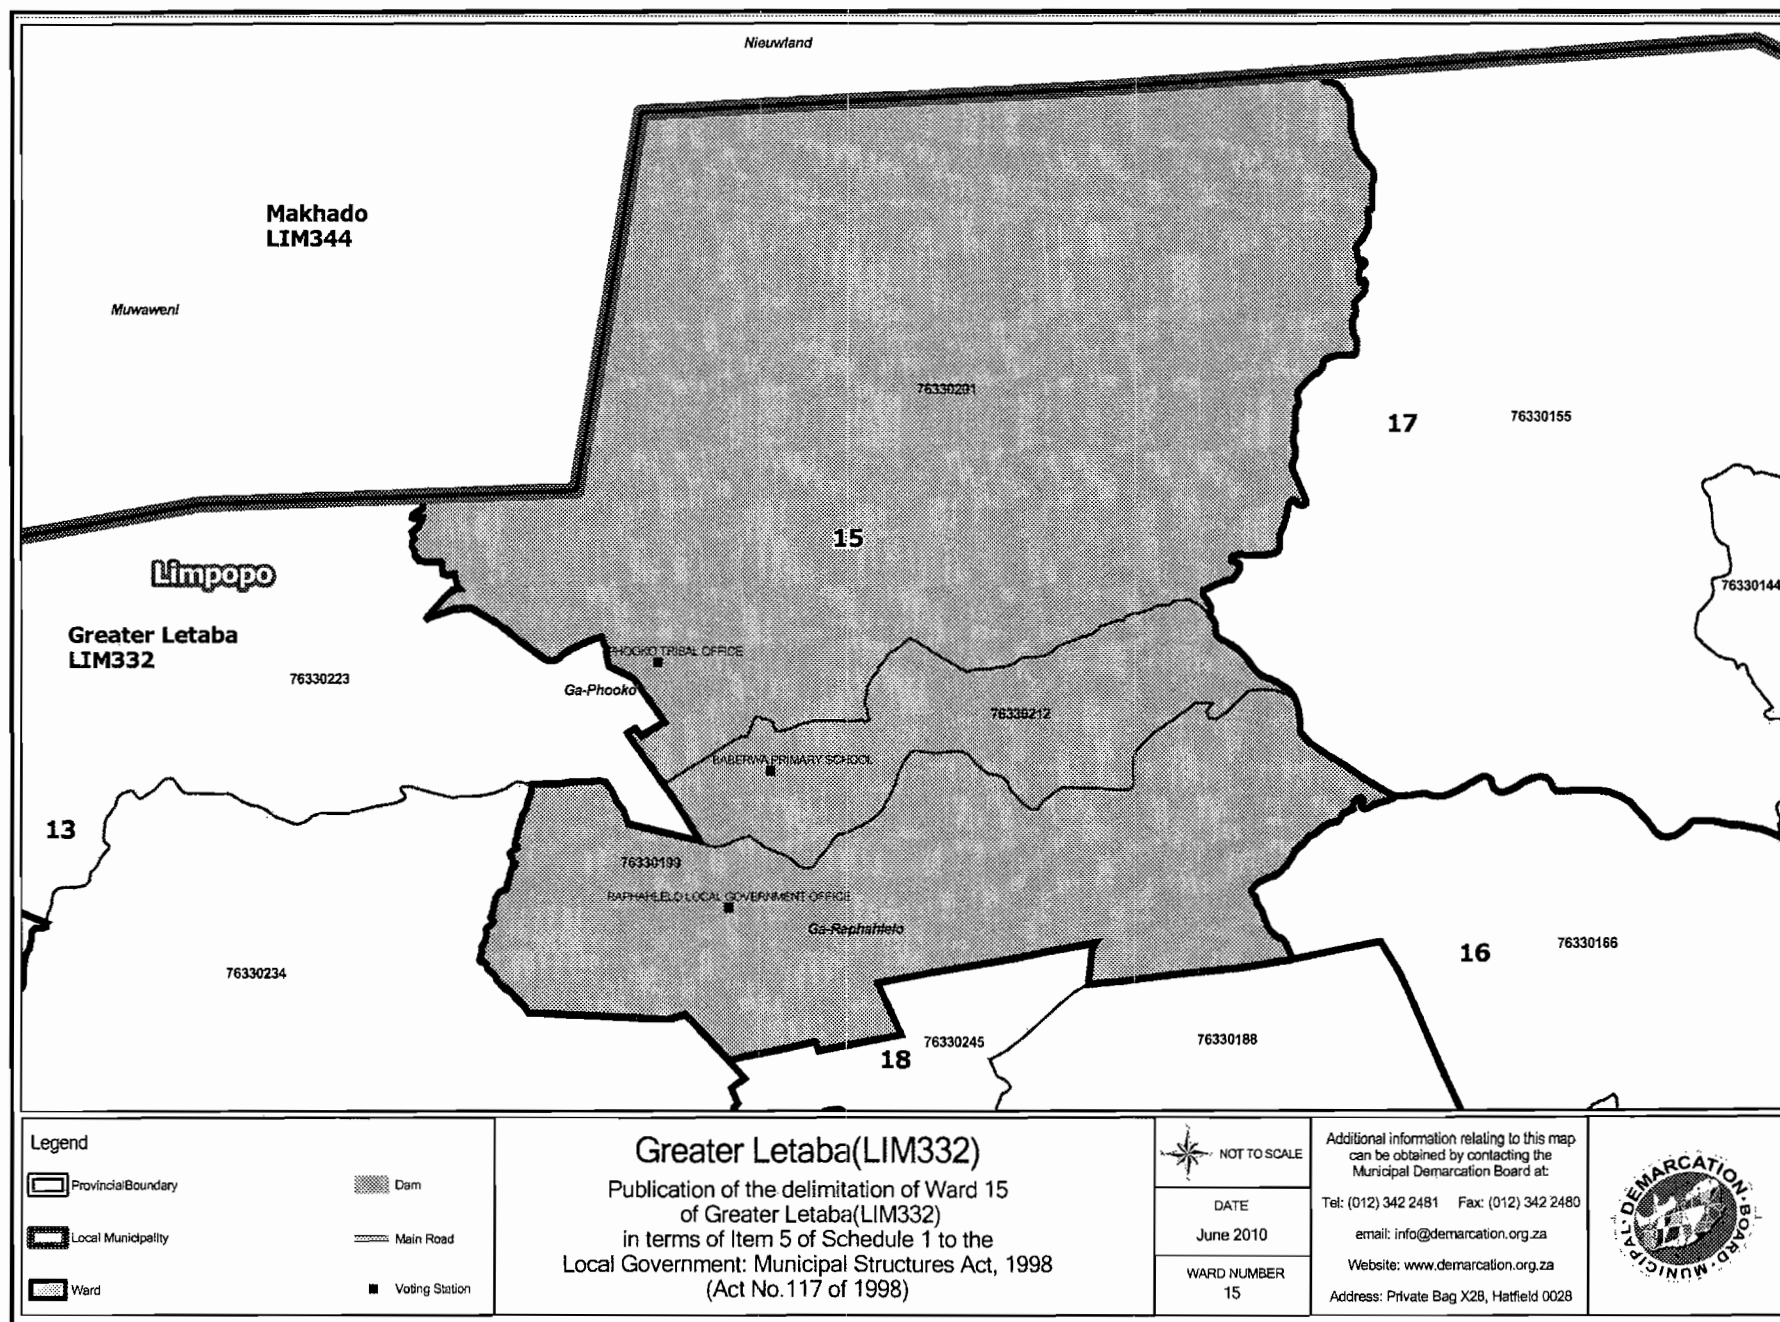 Nieuwland
Makhado
LIM344
Muwaweni
76330201
17
76330155
15
Limpopo
76330144
Greater Letaba
LIM332
PHOOKO TRIBAL OFFICE
76330223
Ga-Phooko
76330212
BABERWA PRIMARY SCHOOL
13
76330199
RAPHAHLELO LOCAL GOVERNMENT OFFICE
Ga-Raphahlelo
76330234
16
76330166
76330245
76330188
18
Legend
ProvincialBoundary
Dam
Local Municipality
Main Road
Ward
Voting Station
Greater Letaba(LIM332)
Publication of the delimitation of Ward 15
of Greater Letaba(LIM332)
in terms of Item 5 of Schedule 1 to the
Local Government: Municipal Structures Act, 1998
(Act No.117 of 1998)
NOT TO SCALE
DATE
June 2010
WARD NUMBER
15
Additional information relating to this map
can be obtained by contacting the
Municipal Demarcation Board at:
Tel: (012) 342 2481 Fax: (012) 342 2480
email: info@demarcation.org.za
Website: www.demarcation.org.za
Address: Private Bag X28, Hatfield 0028
MUNICIPAL DEMARCATION BOARD